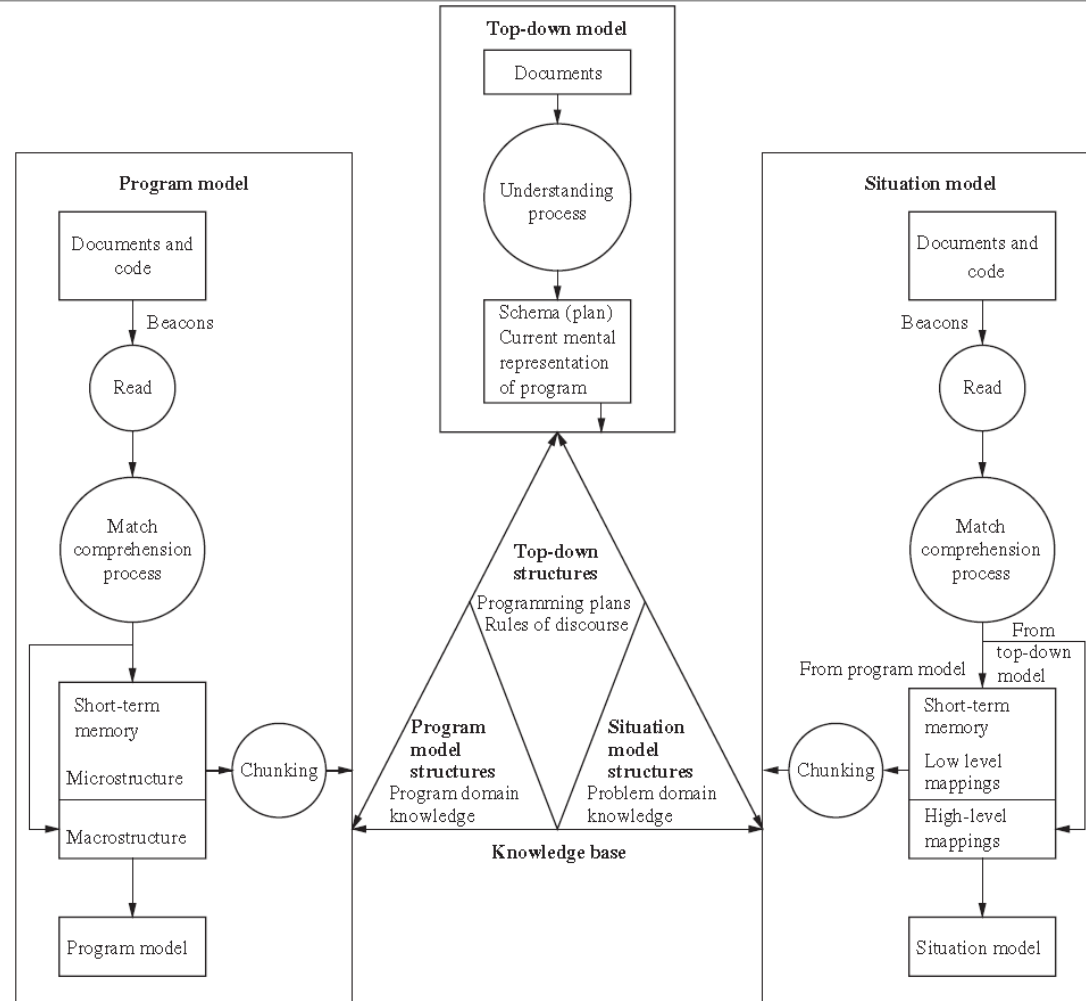 Top-down model
Documents
Understanding
process
Schema (plan)
Current mental
representation
of program
Program model
Documents and
code
Beacons
Read
Match
comprehension
process
Short-term
memory
Microstructure
Macrostructure
Chunking
Program model
Top-down
structures
Programming plans
Rules of discourse
Program
model
structures
Program domain
knowledge
Situation
model
structures
Problem domain
knowledge
Knowledge base
Situation model
Documents and
code
Beacons
Read
Match
comprehension
process
From
top-down
model
From program model
Short-term
memory
Low level
mappings
High-level
mappings
Chunking
Situation model